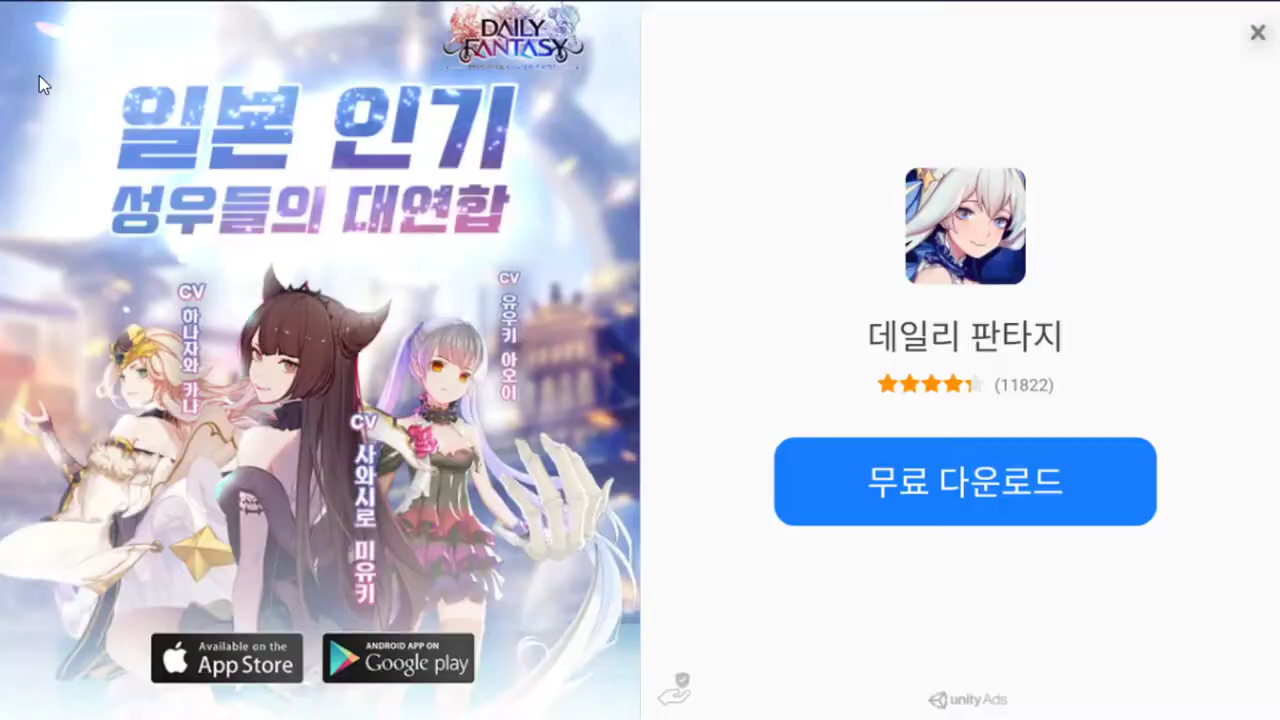 DAILY
FANTASY
일본 인기
성우들의 대연합
CV 하나자와 카나
CV 사와시로 미유키
CV 유우키 아오이
Available on the
App Store
ANDROID APP ON
Google play
데일리 판타지
(11822)
무료 다운로드
unity Ads